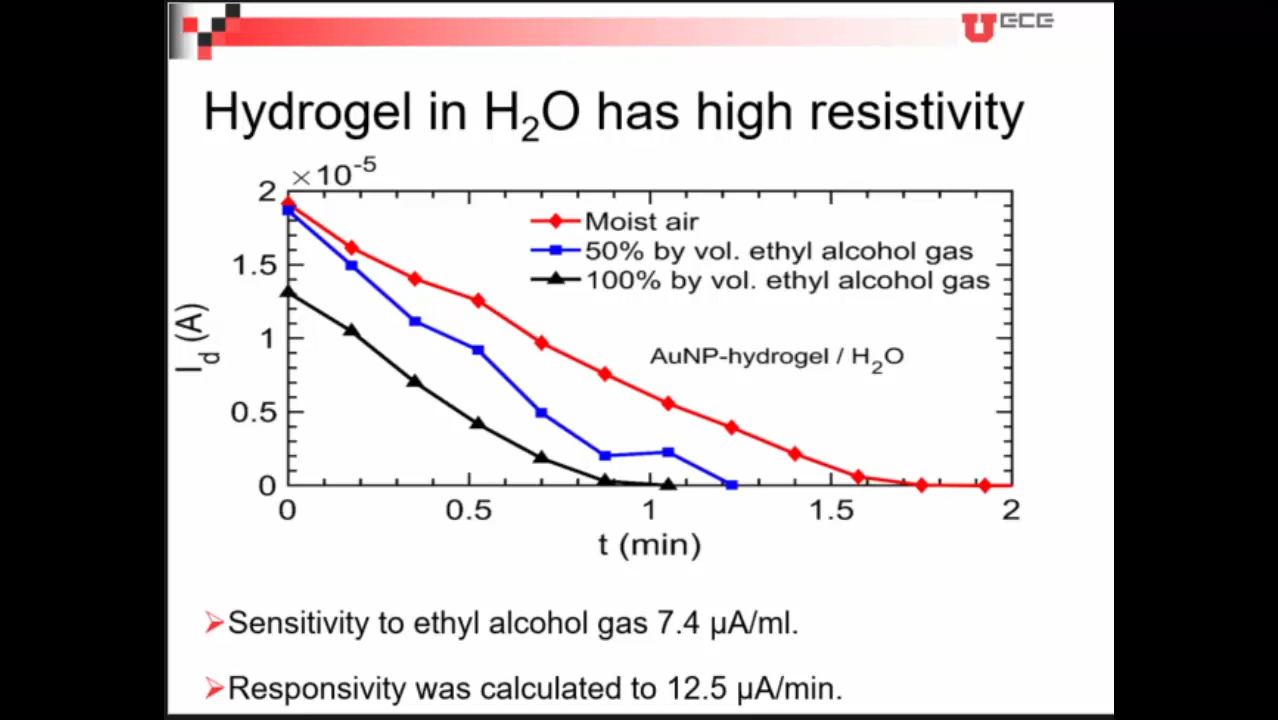 U ECE
Hydrogel in H₂O has high resistivity
×10⁻⁵
2
1.5
1
0.5
0
I_d (A)
Moist air
50% by vol. ethyl alcohol gas
100% by vol. ethyl alcohol gas
AuNP-hydrogel / H₂O
0 0.5 1 1.5 2
t (min)
Sensitivity to ethyl alcohol gas 7.4 µA/ml.
Responsivity was calculated to 12.5 µA/min.